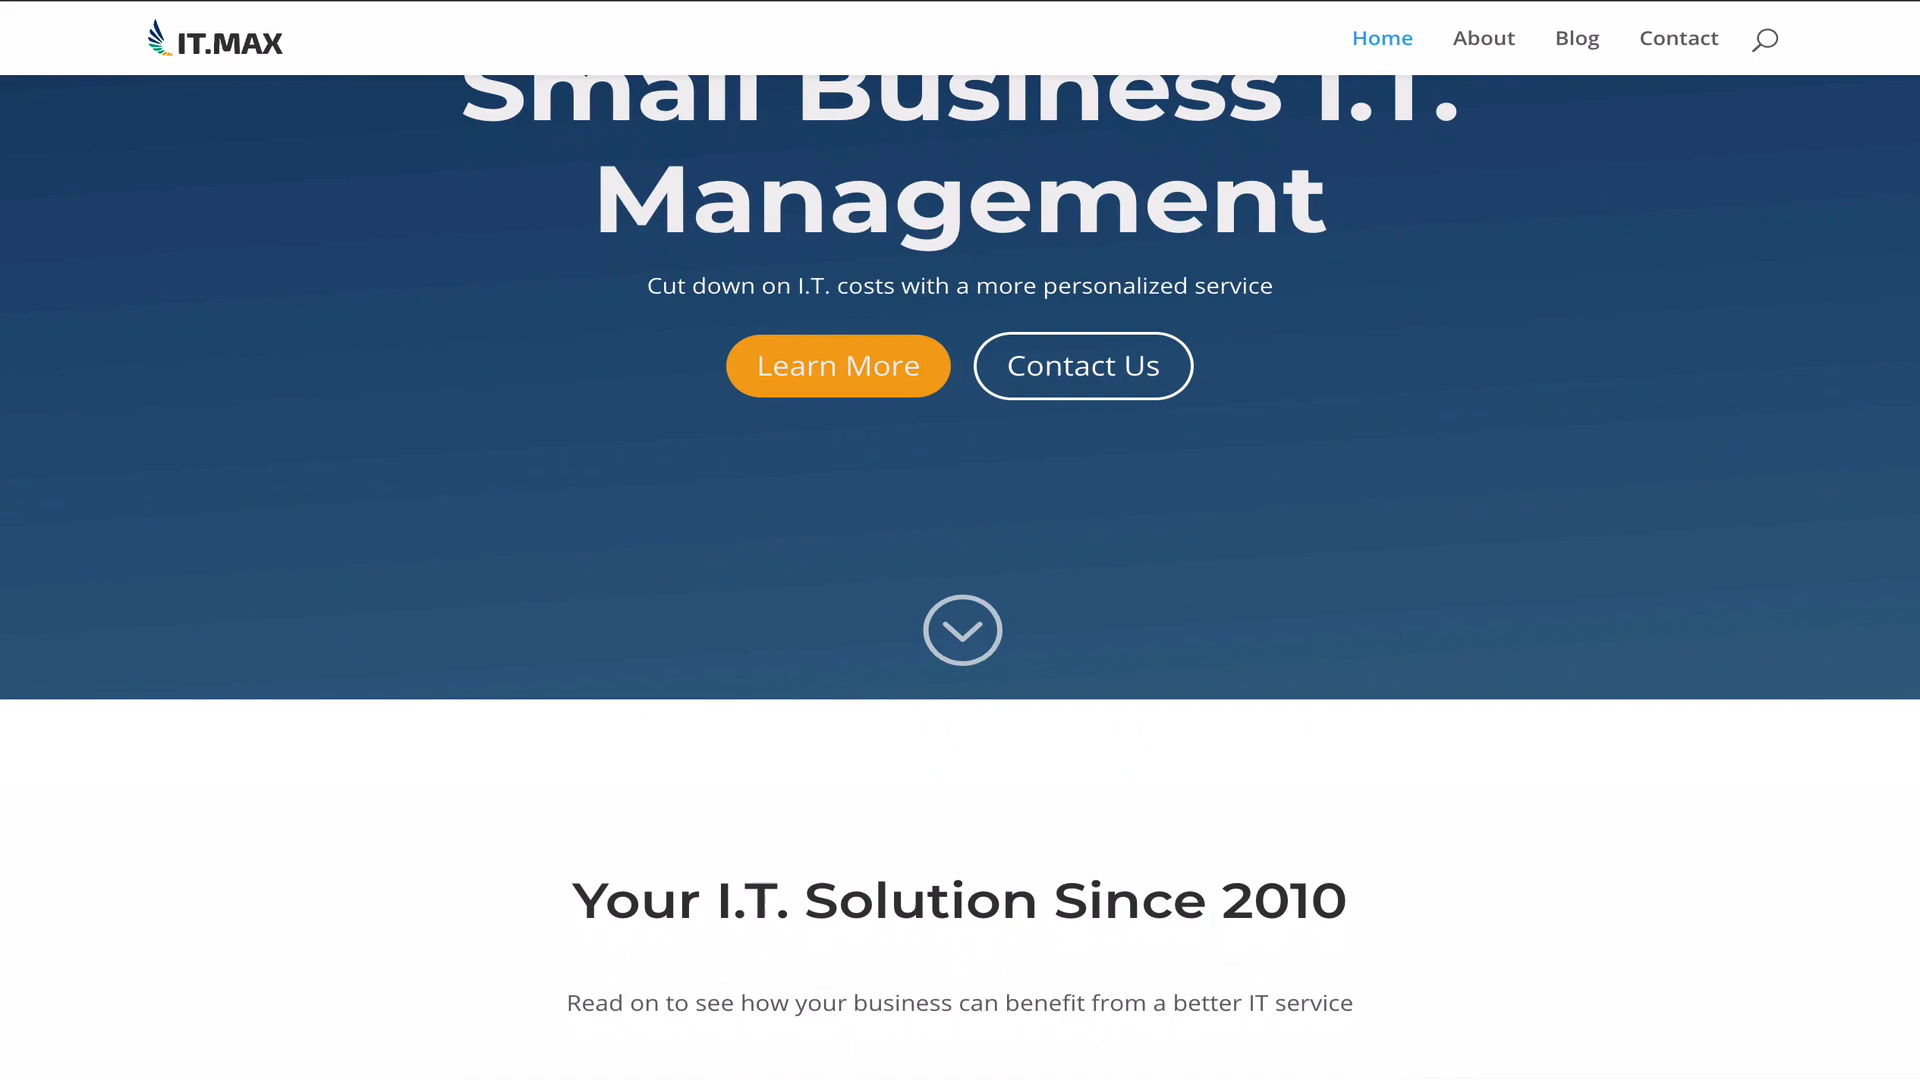 IT.MAX
Home About Blog Contact
Small Business I.T.
Management
Cut down on I.T. costs with a more personalized service
Learn More Contact Us
Your I.T. Solution Since 2010
Read on to see how your business can benefit from a better IT service